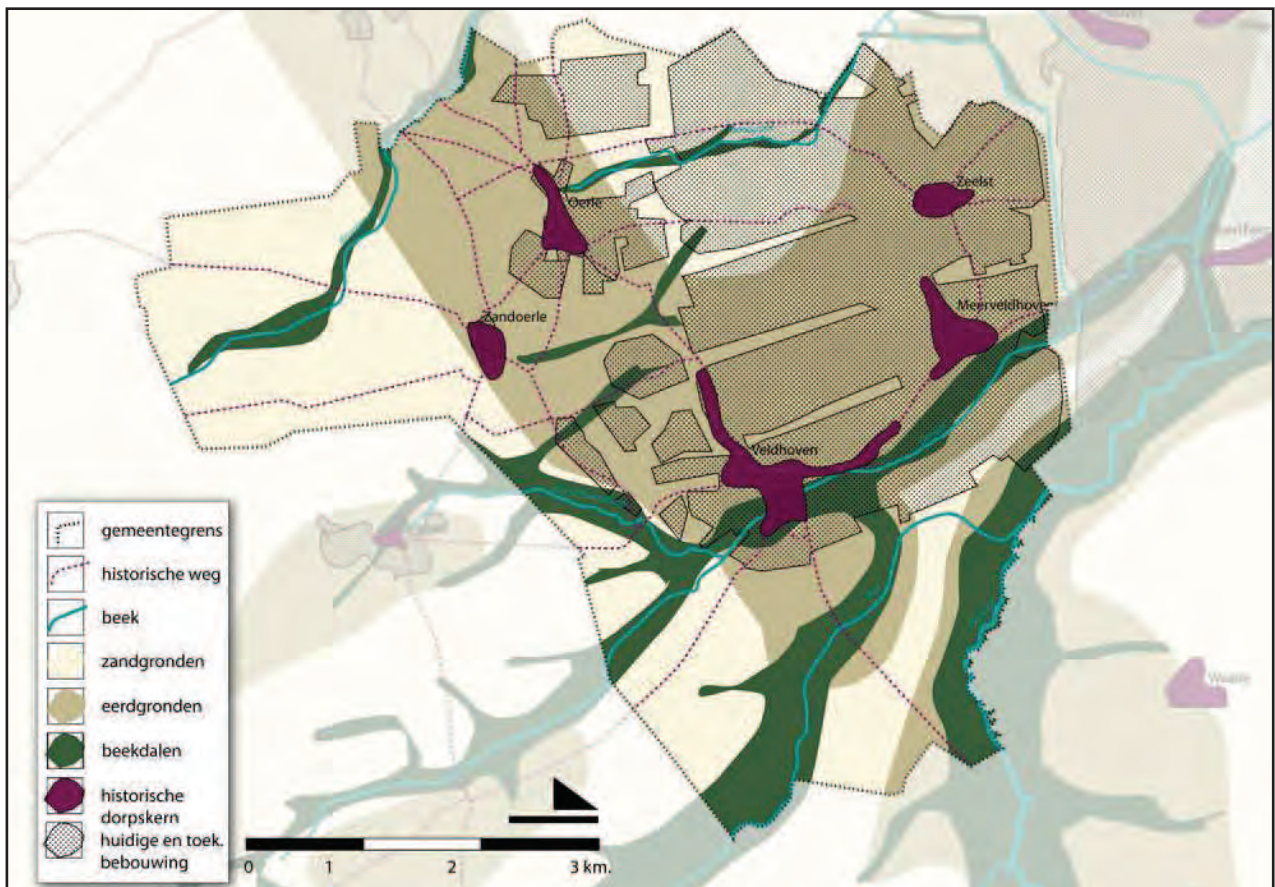 Zeelst
Oerle
Meerveldhoven
Zandoerle
Veldhoven
Waalre
gemeentegrens
historische weg
beek
zandgronden
eerdgronden
beekdalen
historische
dorpskern
huidige en toek.
bebouwing
0 1 2 3 km.